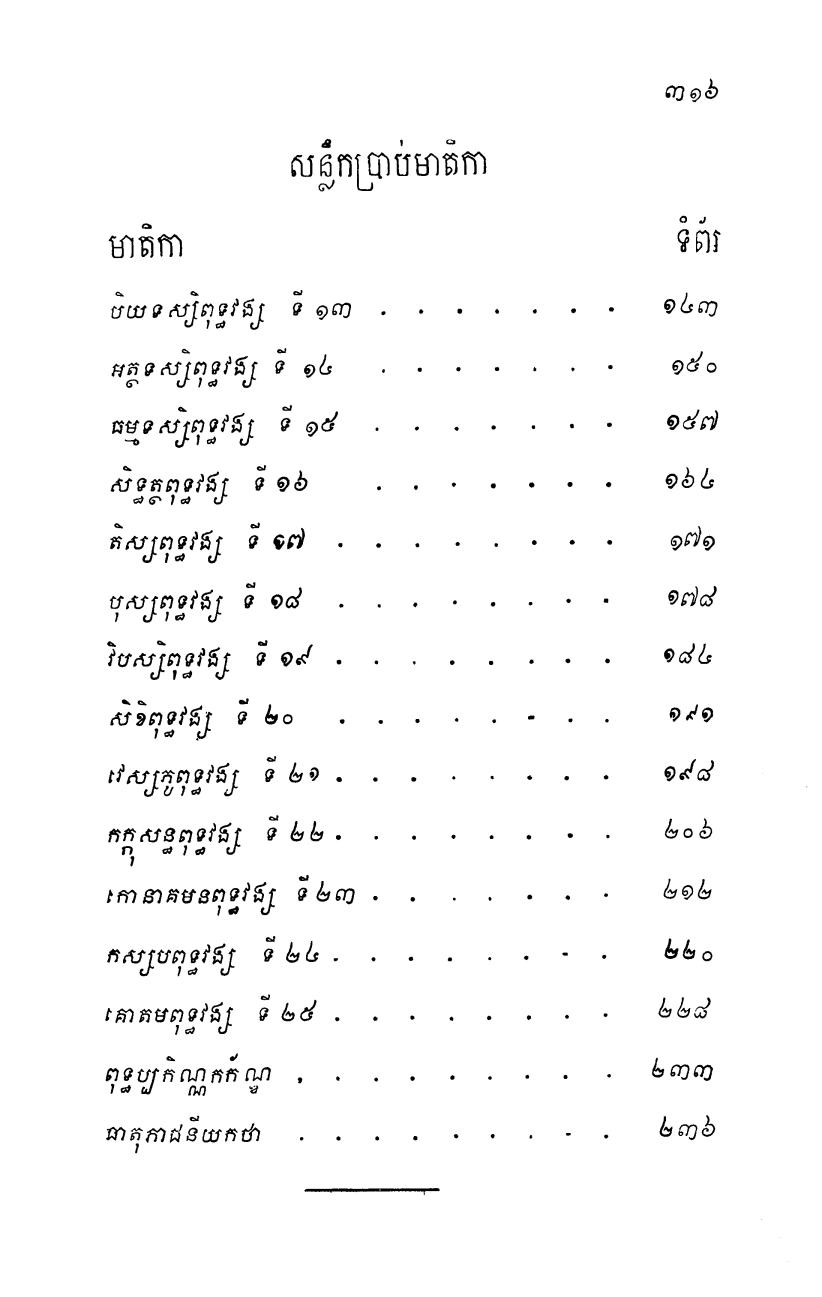 ៣១៦
សន្លឹកប្រាប់មាតិកា
មាតិកា ទំព័រ
បិយទស្សិពុទ្ធវង្ស ទី ១៣ . . . . . . . ១៤៣
អត្ថទស្សិពុទ្ធវង្ស ទី ១៤ . . . . . . . ១៥០
ធម្មទស្សិពុទ្ធវង្ស ទី ១៥ . . . . . . . ១៥៧
សិទ្ធត្ថពុទ្ធវង្ស ទី ១៦ . . . . . . . ១៦៤
តិស្សពុទ្ធវង្ស ទី ១៧ . . . . . . . . ១៧១
បុស្សពុទ្ធវង្ស ទី ១៨ . . . . . . . . ១៧៨
វិបស្សិពុទ្ធវង្ស ទី ១៩ . . . . . . . . ១៨៤
សិខិពុទ្ធវង្ស ទី ២០ . . . . . . . . ១៩១
វេស្សភូពុទ្ធវង្ស ទី ២១ . . . . . . . . ១៩៨
កក្កុសន្ធពុទ្ធវង្ស ទី ២២ . . . . . . . . ២០៦
កោនាគមនពុទ្ធវង្ស ទី ២៣ . . . . . . . ២១២
កស្សបពុទ្ធវង្ស ទី ២៤ . . . . . . . . ២២០
គោតមពុទ្ធវង្ស ទី ២៥ . . . . . . . . ២២៨
ពុទ្ធប្បកិណ្ណកកណ្ឌ័ . . . . . . . . . ២៣៣
ធាតុភាជនីយកថា . . . . . . . . . ២៣៦